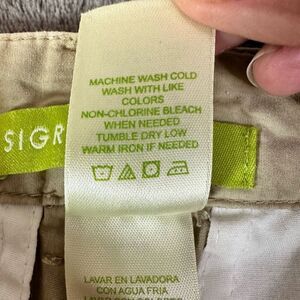 SIGR
MACHINE WASH COLD
WASH WITH LIKE
COLORS
NON-CHLORINE BLEACH
WHEN NEEDED
TUMBLE DRY LOW
WARM IRON IF NEEDED
LAVAR EN LAVADORA
CON AGUA FRIA